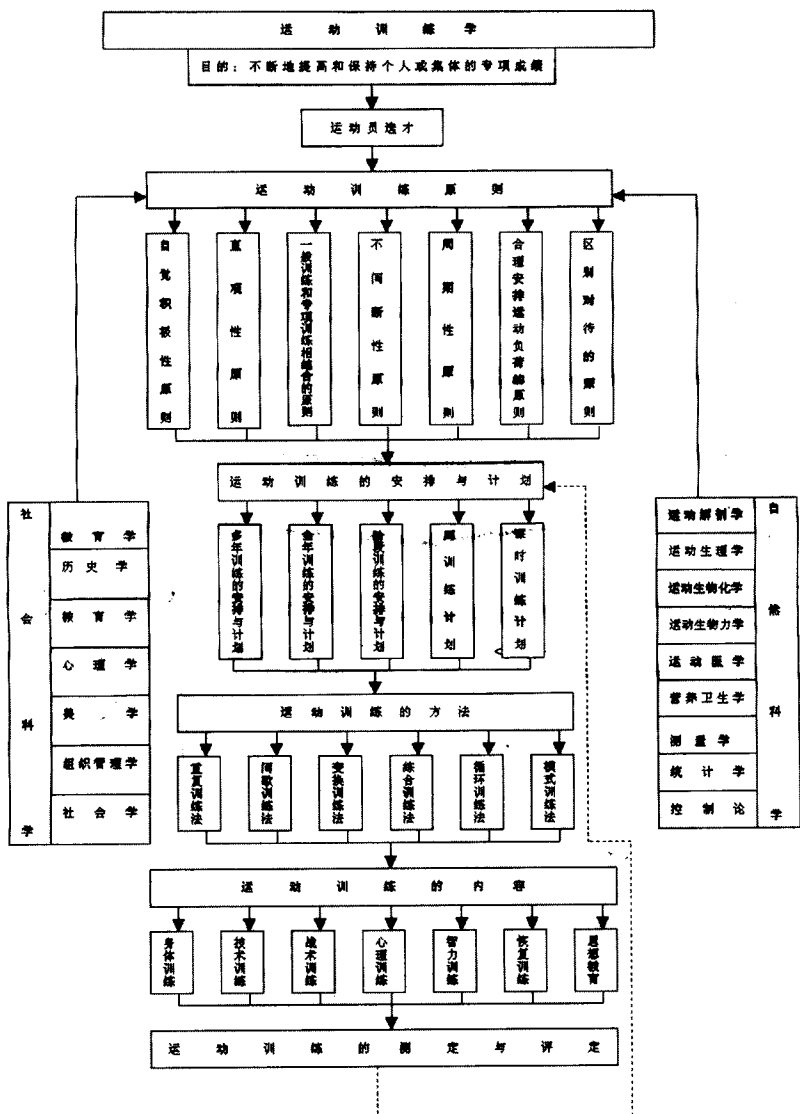 运动训练学
目的：不断地提高和保持个人或集体的专项成绩
运动员选才
运动训练原则
自觉积极性原则
直项性原则
一般训练和专项训练相结合的原则
不间断性原则
周期性原则
合理安排运动负荷的原则
区别对待的原则
运动训练的安排与计划
多年训练的安排与计划
全年训练的安排与计划
阶段训练的安排与计划
周训练计划
课时训练计划
运动训练的方法
重复训练法
间歇训练法
变换训练法
综合训练法
循环训练法
模式训练法
运动训练的内容
身体训练
技术训练
战术训练
心理训练
智力训练
恢复训练
思想教育
运动训练的测定与评定
社会科学
教育学
历史学
教育学
心理学
美学
组织管理学
社会学
运动解剖学
运动生理学
运动生物化学
运动生物力学
运动医学
营养卫生学
测量学
统计学
控制论
自然科学